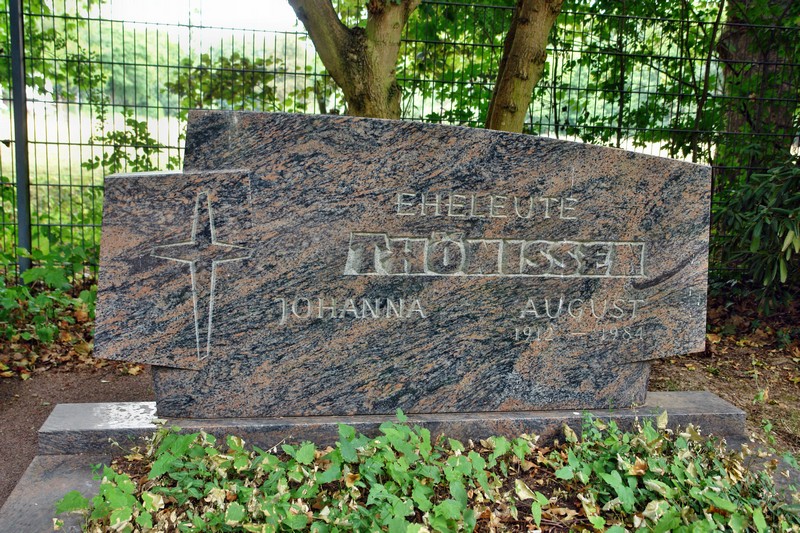 EHELEUTE
THÖNISSEN
JOHANNA AUGUST
1912 — 1984